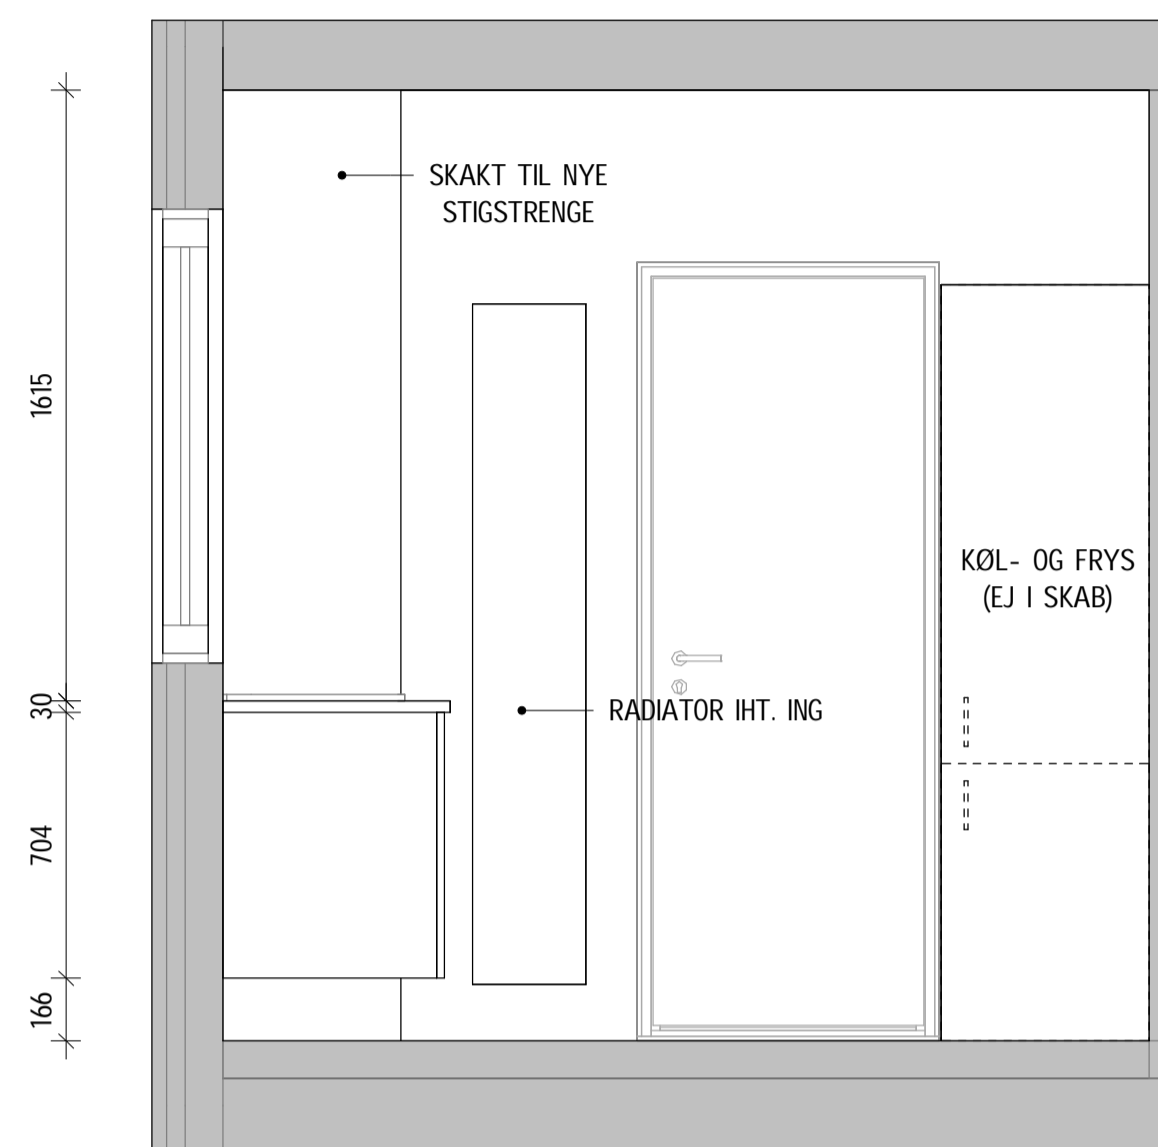 SKAKT TIL NYE
STIGSTRENGE
1615
KØL- OG FRYS
(EJ I SKAB)
30
RADIATOR IHT. ING
704
166